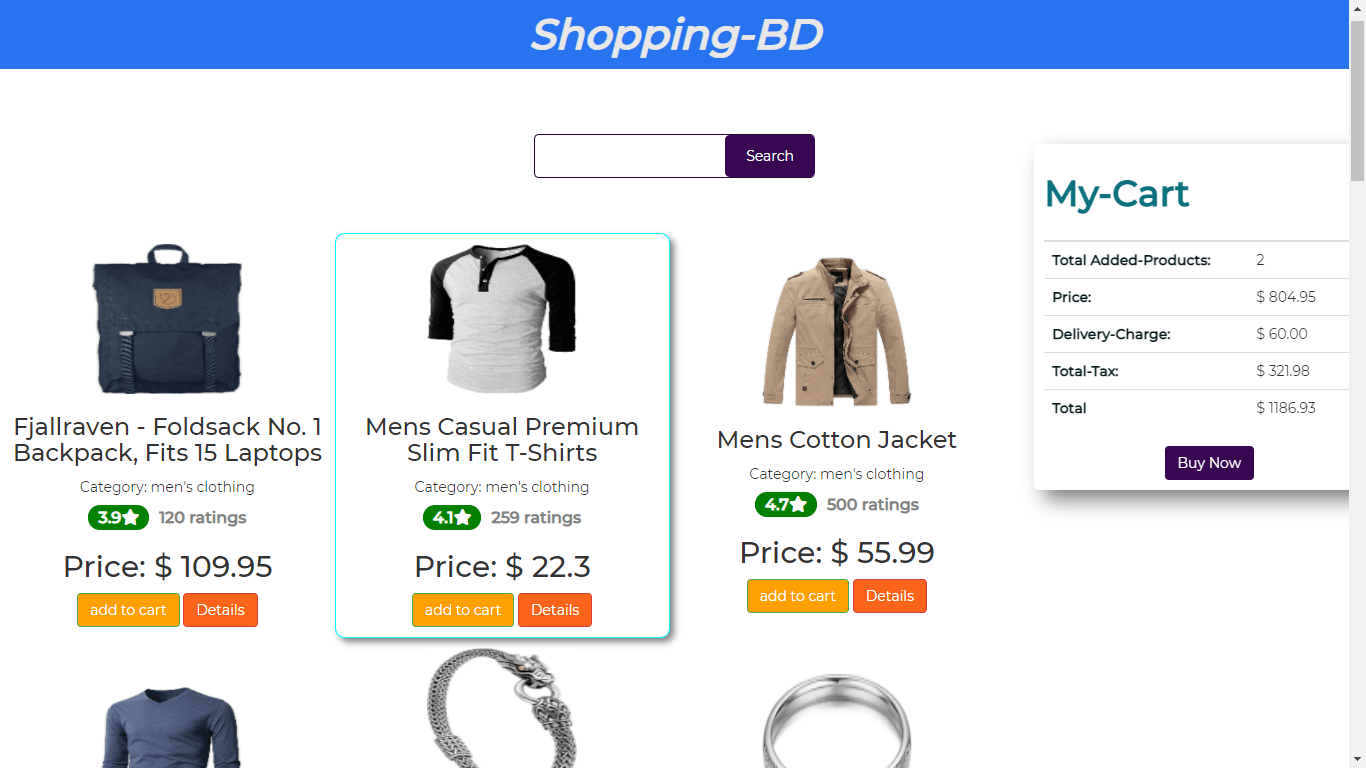 Shopping-BD
Search
Fjallraven - Foldsack No. 1
Backpack, Fits 15 Laptops
Category: men's clothing
3.9 120 ratings
Price: $ 109.95
add to cart Details
Mens Casual Premium
Slim Fit T-Shirts
Category: men's clothing
4.1 259 ratings
Price: $ 22.3
add to cart Details
Mens Cotton Jacket
Category: men's clothing
4.7 500 ratings
Price: $ 55.99
add to cart Details
My-Cart
Total Added-Products: 2
Price: $ 804.95
Delivery-Charge: $ 60.00
Total-Tax: $ 321.98
Total $ 1186.93
Buy Now